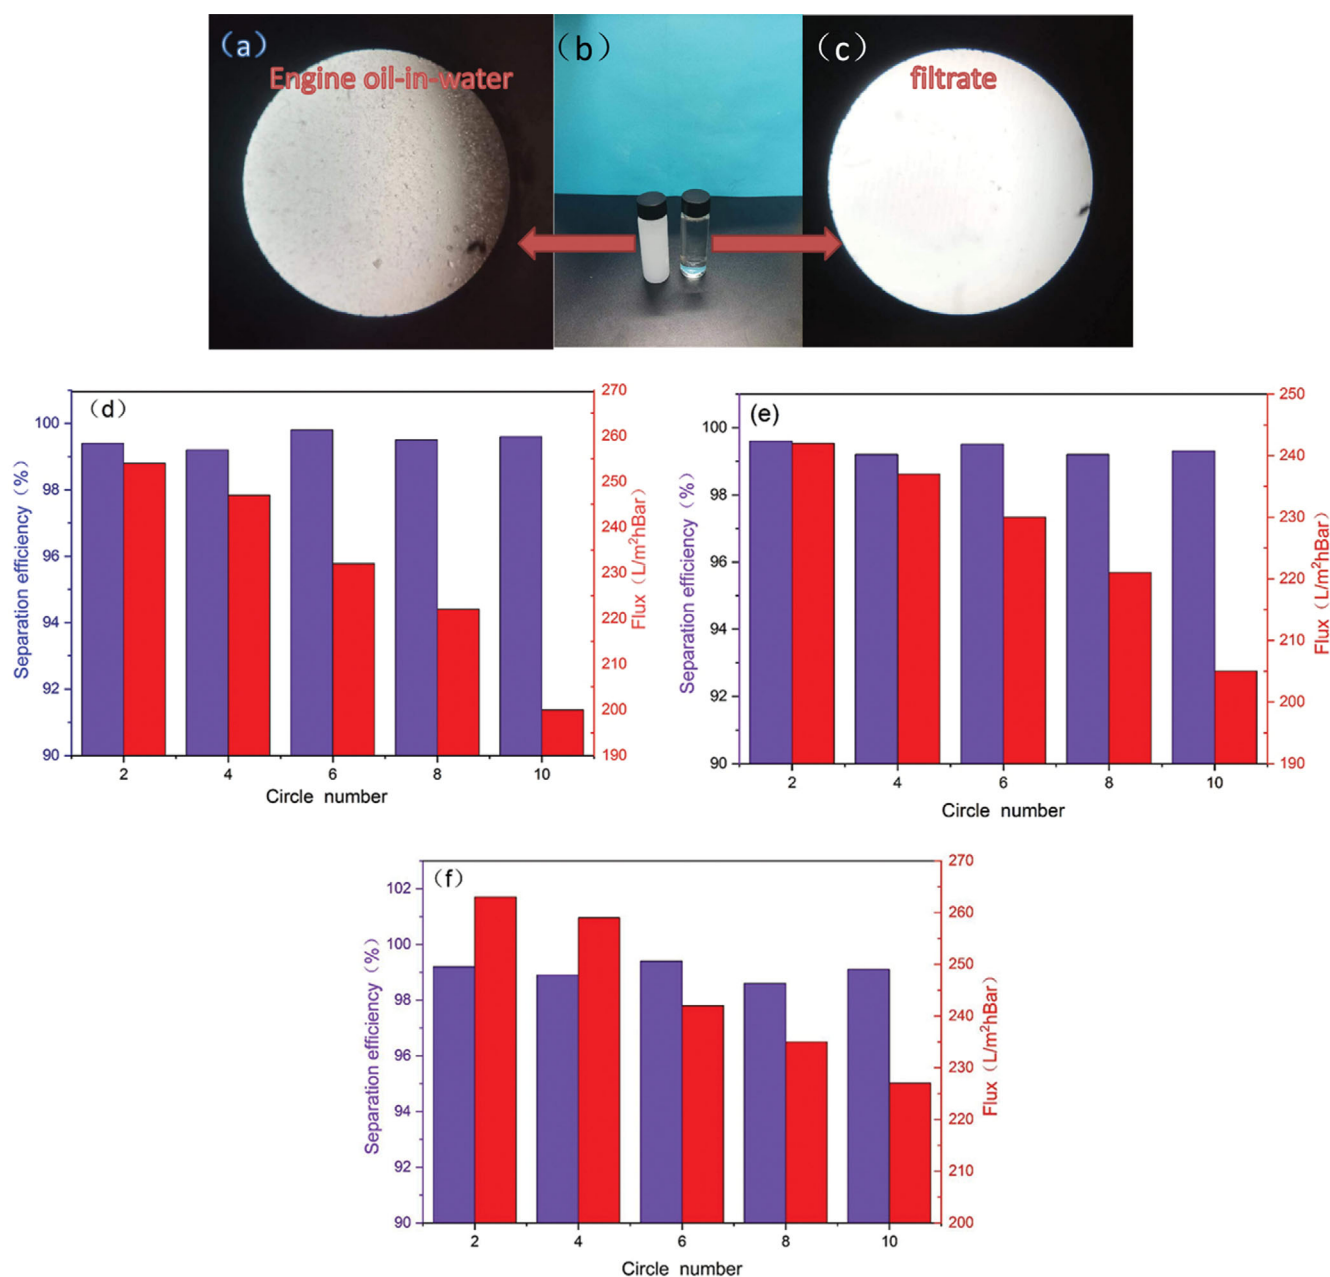 （a）
Engine oil-in-water
（b）
（c）
filtrate
（d）
Separation efficiency（%）
100
98
96
94
92
90
270
260
250
240
230
220
210
200
190
Flux（L/m²hBar）
2 4 6 8 10
Circle number
(e)
Separation efficiency（%）
100
98
96
94
92
90
250
240
230
220
210
200
190
Flux（L/m²hBar）
2 4 6 8 10
Circle number
（f）
Separation efficiency（%）
102
100
98
96
94
92
90
270
260
250
240
230
220
210
200
Flux（L/m²hBar）
2 4 6 8 10
Circle number